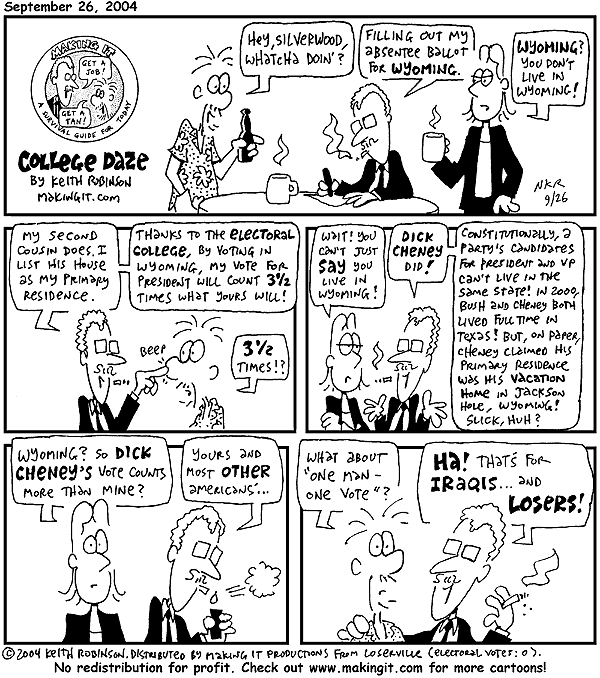 September 26, 2004
MAKING IT
GET A
JOB!
GET A
TAN!
A SURVIVAL GUIDE FOR TODAY
COLLEGE DAZE
BY KEITH ROBINSON
MAKINGIT.COM
HEY, SILVERWOOD,
WHATCHA DOIN'?
FILLING OUT MY
ABSENTEE BALLOT
FOR WYOMING.
WYOMING?
YOU DON'T
LIVE IN
WYOMING!
NKR
9/26
MY SECOND
COUSIN DOES. I
LIST HIS HOUSE
AS MY PRIMARY
RESIDENCE.
THANKS TO THE ELECTORAL
COLLEGE, BY VOTING IN
WYOMING, MY VOTE FOR
PRESIDENT WILL COUNT 3½
TIMES WHAT YOURS WILL!
BEEP
3½
TIMES!?
WAIT! YOU
CAN'T JUST
SAY YOU
LIVE IN
WYOMING!
DICK
CHENEY
DID!
CONSTITUTIONALLY, A
PARTY'S CANDIDATES
FOR PRESIDENT AND VP
CAN'T LIVE IN THE
SAME STATE! IN 2000,
BUSH AND CHENEY BOTH
LIVED FULL TIME IN
TEXAS! BUT, ON PAPER,
CHENEY CLAIMED HIS
PRIMARY RESIDENCE
WAS HIS VACATION
HOME IN JACKSON
HOLE, WYOMING!
SLICK, HUH?
WYOMING? SO DICK
CHENEY'S VOTE COUNTS
MORE THAN MINE?
YOURS AND
MOST OTHER
AMERICANS'...
WHAT ABOUT
"ONE MAN –
ONE VOTE"?
HA! THAT'S FOR
IRAQIS... AND
LOSERS!
©2004 KEITH ROBINSON. DISTRIBUTED BY MAKING IT PRODUCTIONS FROM LOSERVILLE (ELECTORAL VOTES: 0).
No redistribution for profit. Check out www.makingit.com for more cartoons!